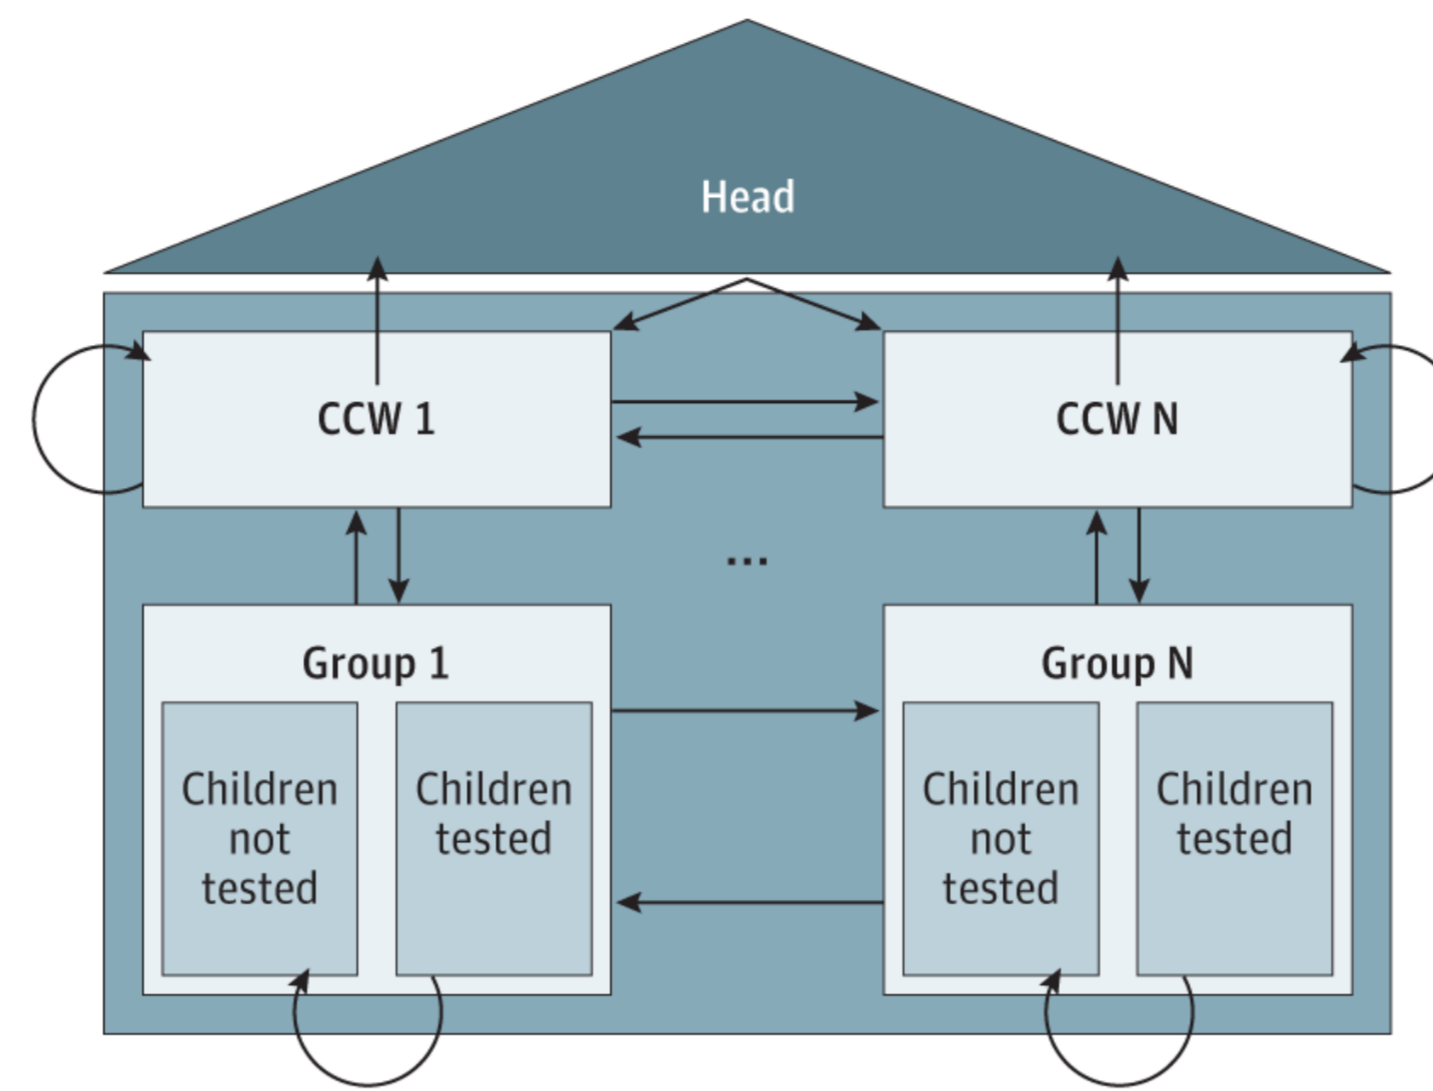 Head
CCW 1
CCW N
...
Group 1
Group N
Children
not
tested
Children
tested
Children
not
tested
Children
tested